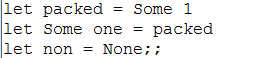 let packed = Some 1
let Some one = packed
let non = None;;